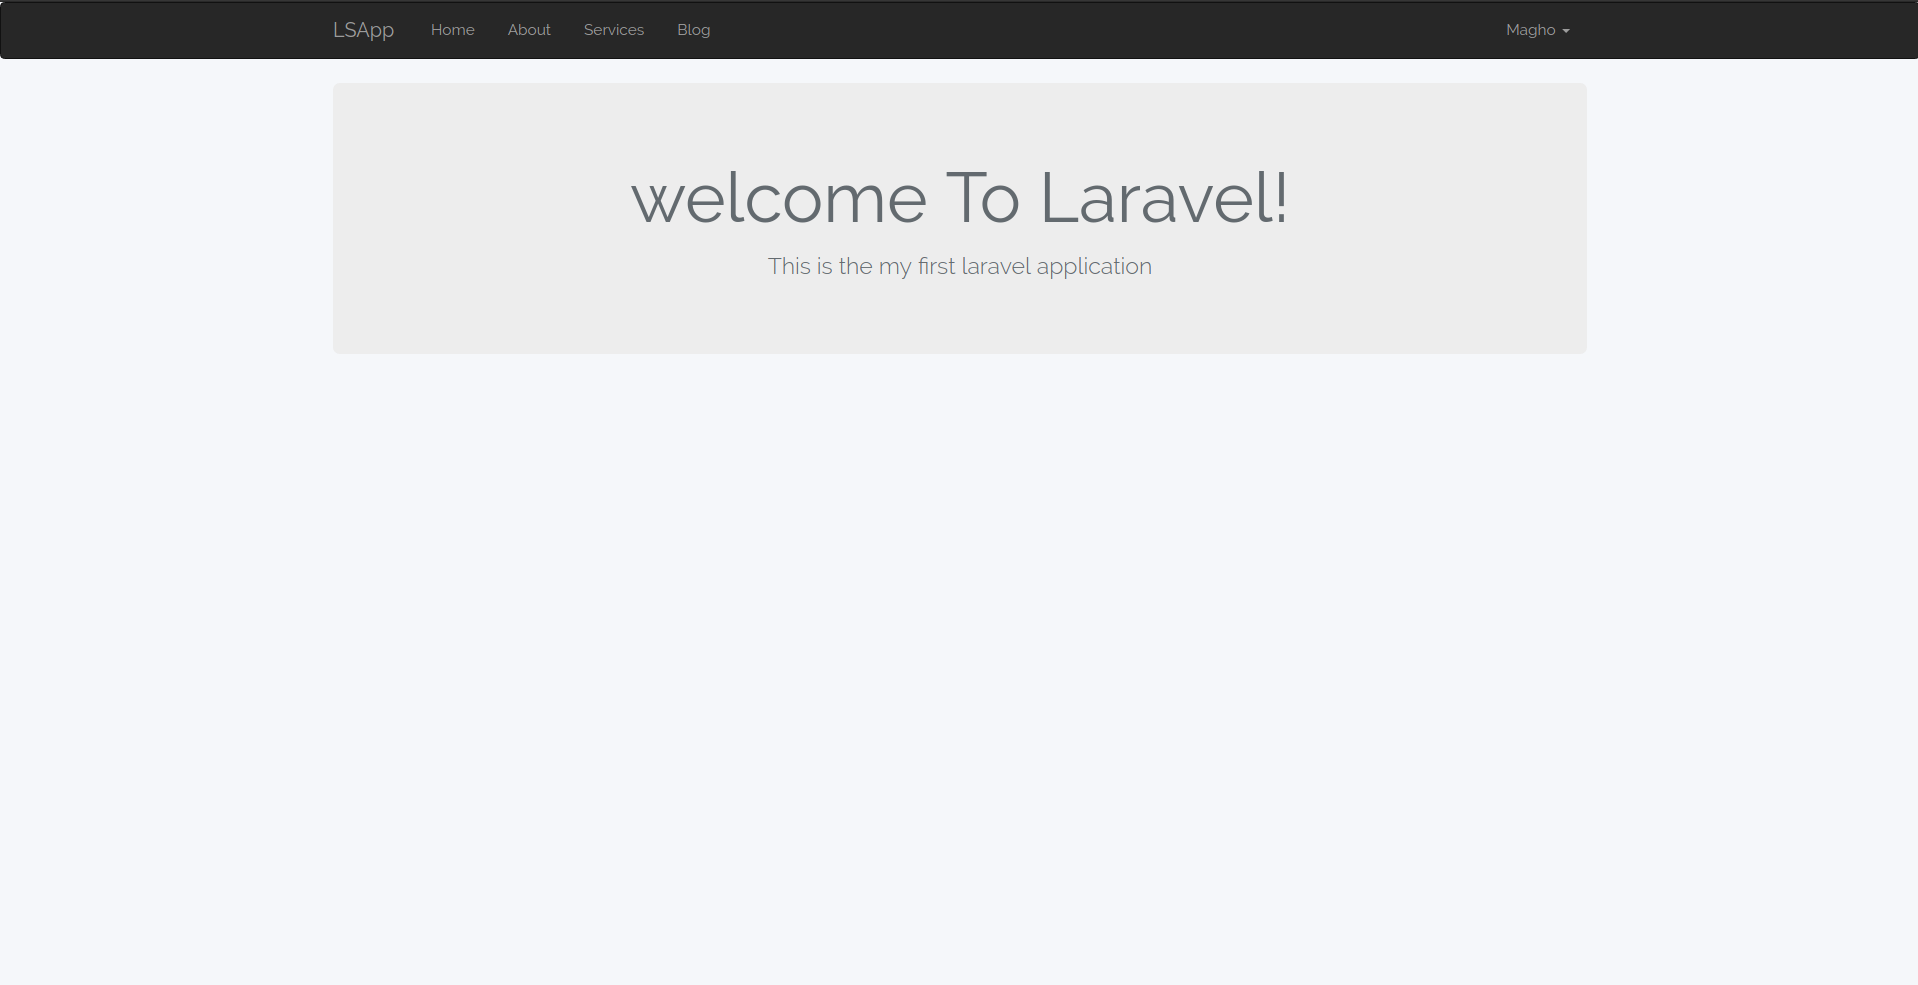 LSApp Home About Services Blog Magho
welcome To Laravel!
This is the my first laravel application